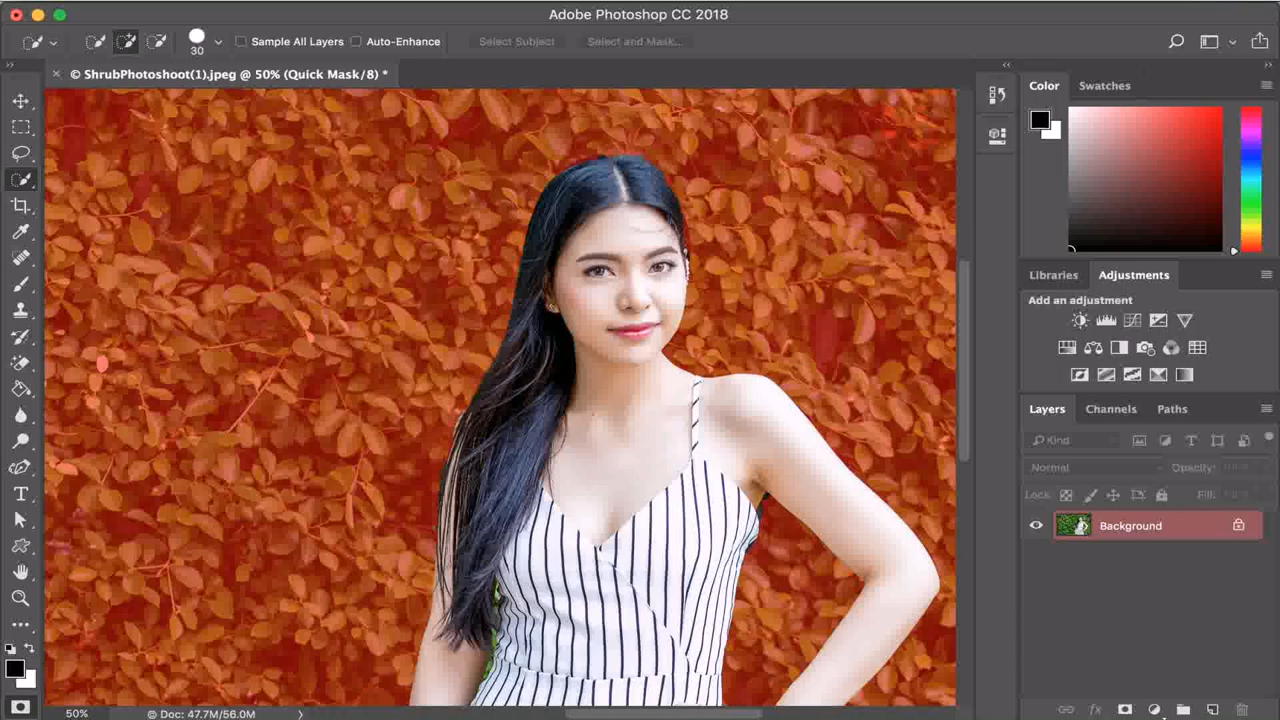 Adobe Photoshop CC 2018
30
Sample All Layers
Auto-Enhance
Select Subject
Select and Mask...
© ShrubPhotoshoot(1).jpeg @ 50% (Quick Mask/8) *
Color
Swatches
Libraries
Adjustments
Add an adjustment
Layers
Channels
Paths
Kind
Normal
Opacity:
Lock:
Fill:
Background
50%
Doc: 47.7M/56.0M